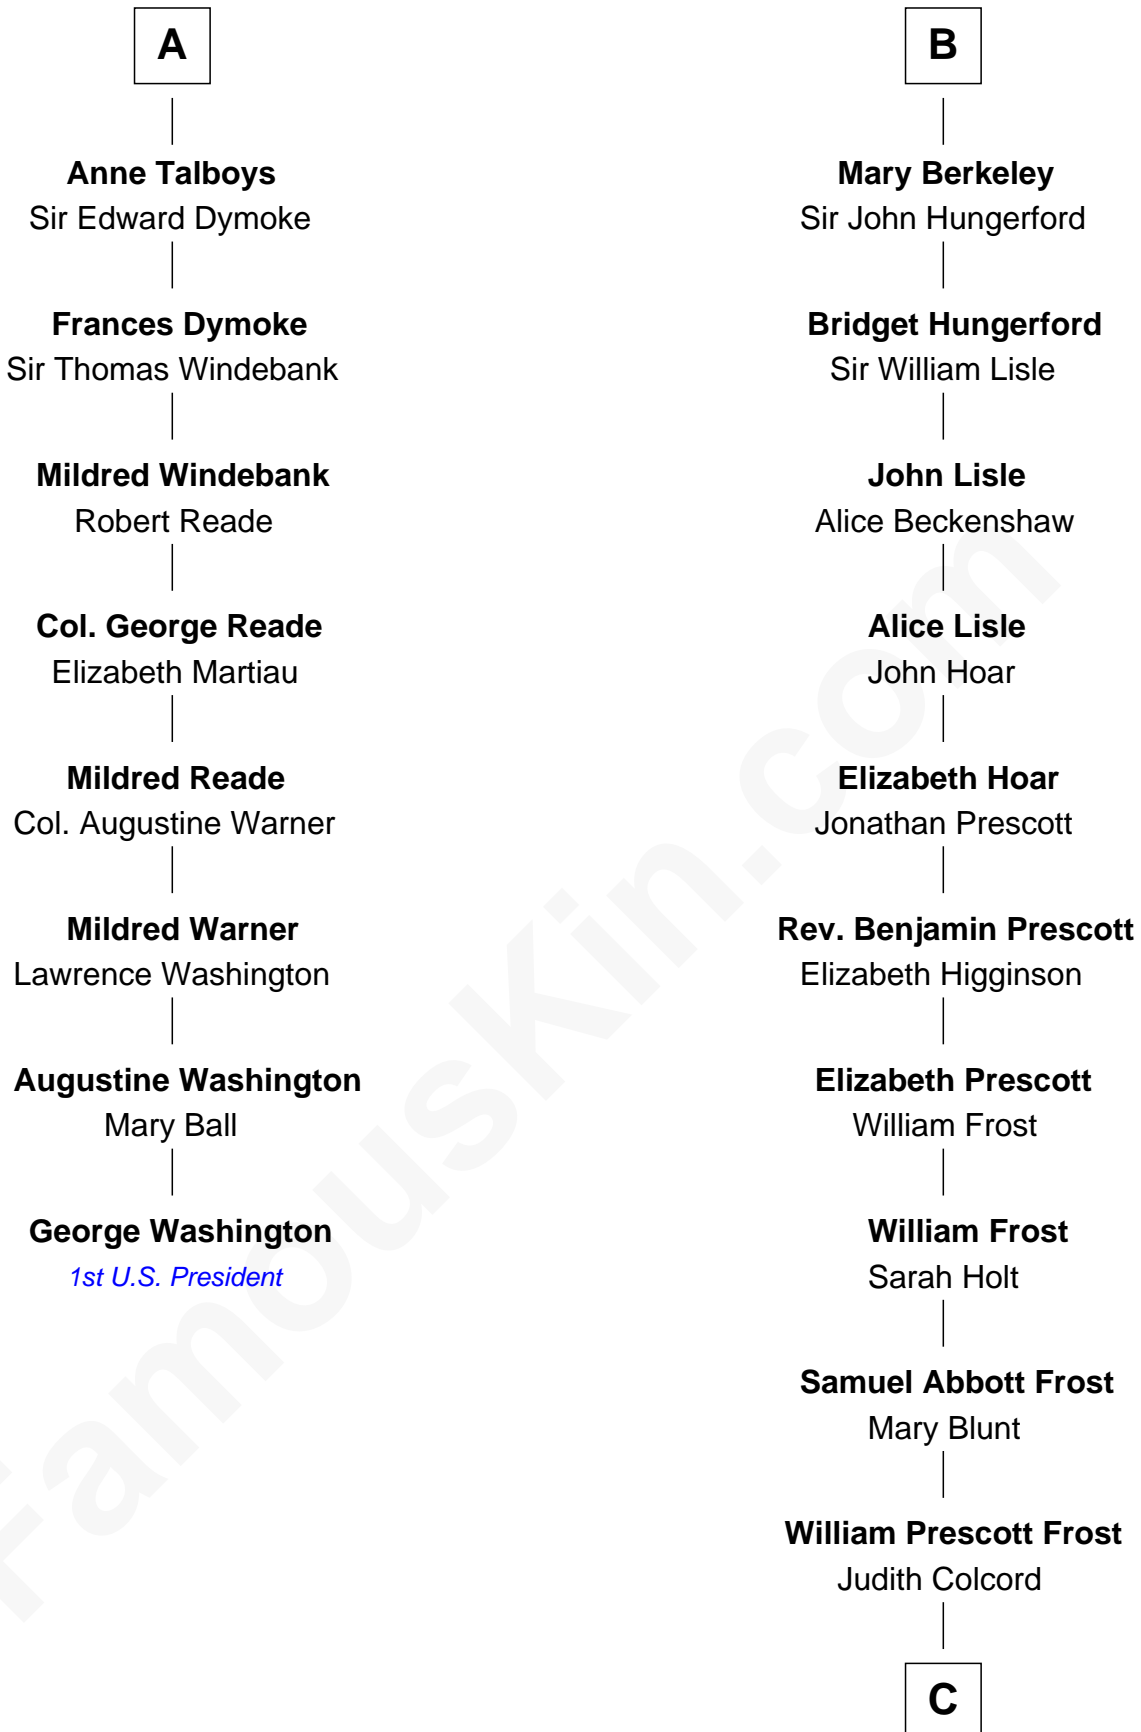 A
Anne Talboys
Sir Edward Dymoke
Frances Dymoke
Sir Thomas Windebank
Mildred Windebank
Robert Reade
Col. George Reade
Elizabeth Martiau
Mildred Reade
Col. Augustine Warner
Mildred Warner
Lawrence Washington
Augustine Washington
Mary Ball
George Washington
1st U.S. President
B
Mary Berkeley
Sir John Hungerford
Bridget Hungerford
Sir William Lisle
John Lisle
Alice Beckenshaw
Alice Lisle
John Hoar
Elizabeth Hoar
Jonathan Prescott
Rev. Benjamin Prescott
Elizabeth Higginson
Elizabeth Prescott
William Frost
William Frost
Sarah Holt
Samuel Abbott Frost
Mary Blunt
William Prescott Frost
Judith Colcord
C
FamousKin.com